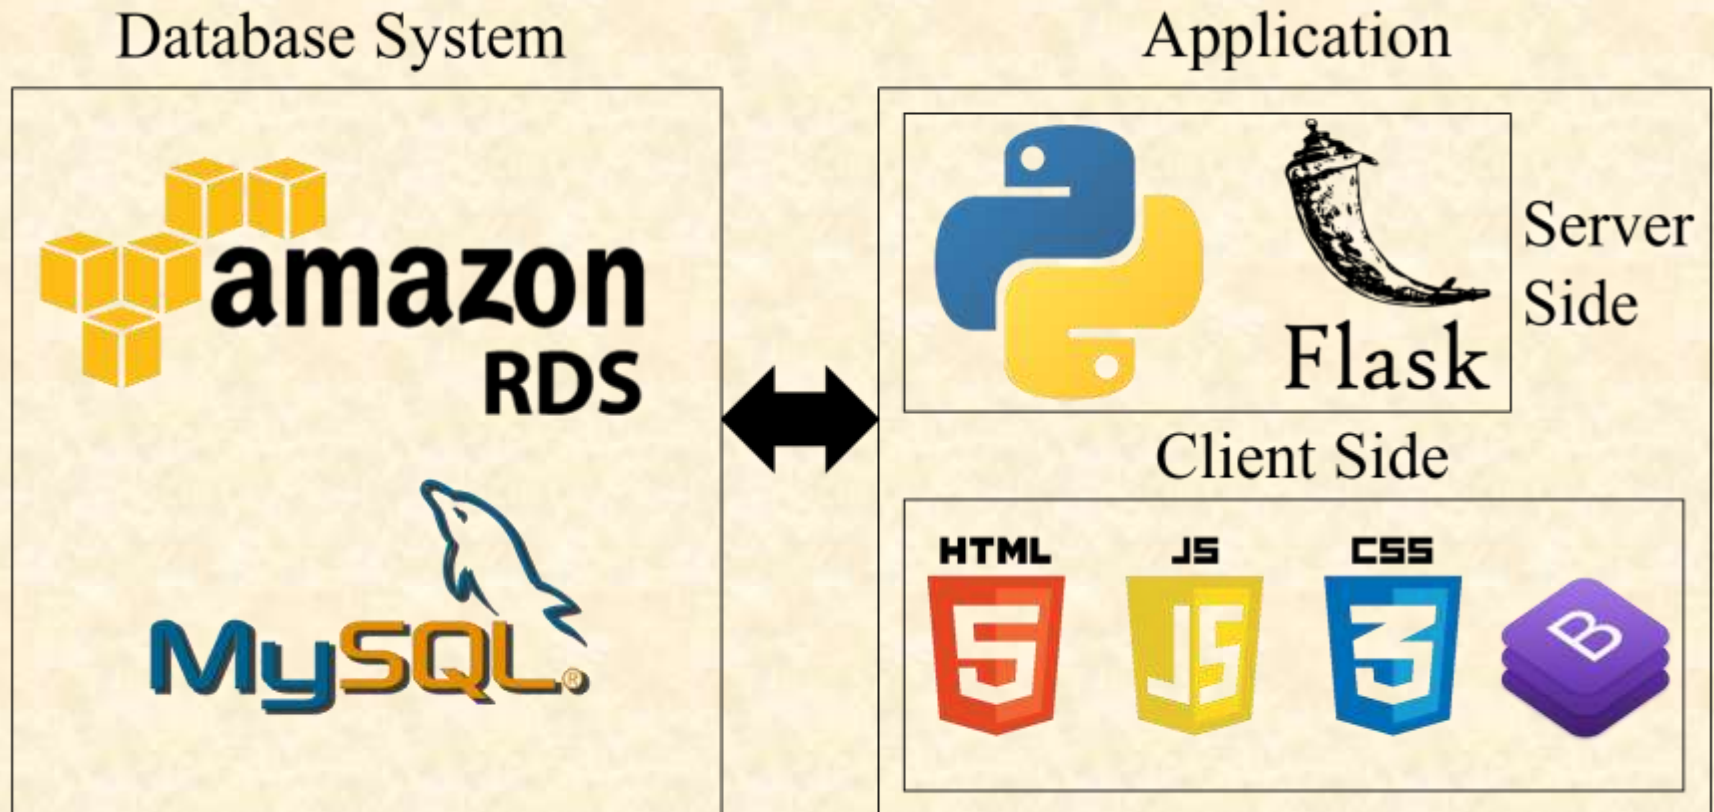 Database System
amazon
RDS
MySQL®
Application
Flask
Server
Side
Client Side
HTML
5
JS
JS
CSS
3
B